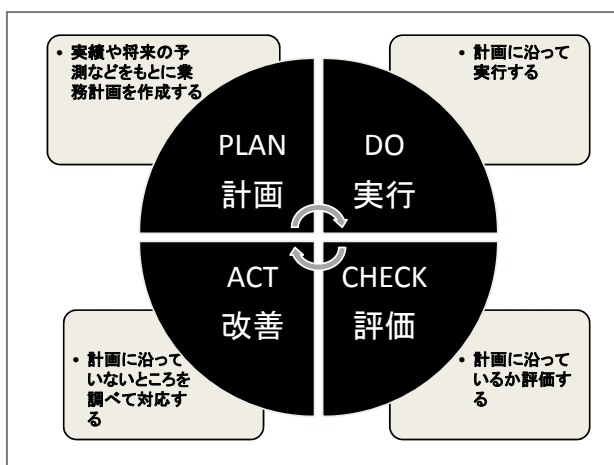 • 実績や将来の予
測などをもとに業
務計画を作成する
• 計画に沿って
実行する
PLAN
計画
DO
実行
ACT
改善
CHECK
評価
• 計画に沿って
いないところを
調べて対応す
る
• 計画に沿って
いるか評価す
る